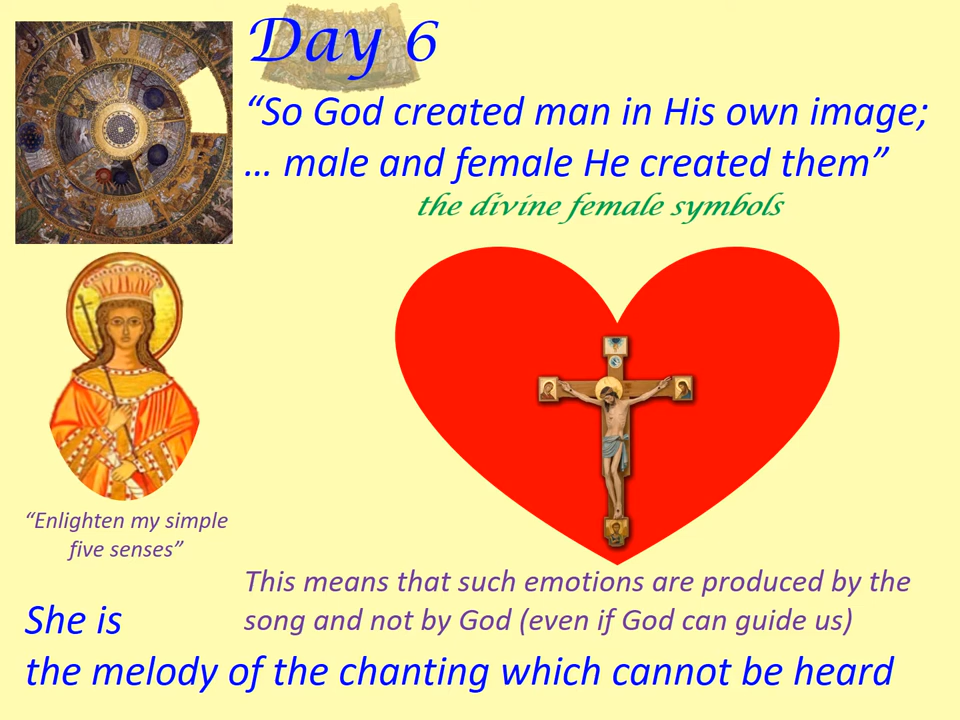 Day 6
“So God created man in His own image;
... male and female He created them”
the divine female symbols
“Enlighten my simple
five senses”
This means that such emotions are produced by the
song and not by God (even if God can guide us)
She is
the melody of the chanting which cannot be heard